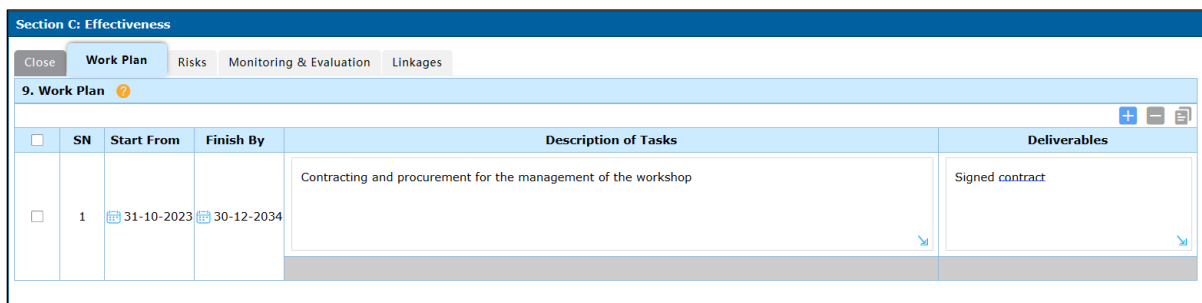 Section C: Effectiveness
Close Work Plan Risks Monitoring & Evaluation Linkages
9. Work Plan ?
SN Start From Finish By Description of Tasks Deliverables
1 31-10-2023 30-12-2034 Contracting and procurement for the management of the workshop Signed contract